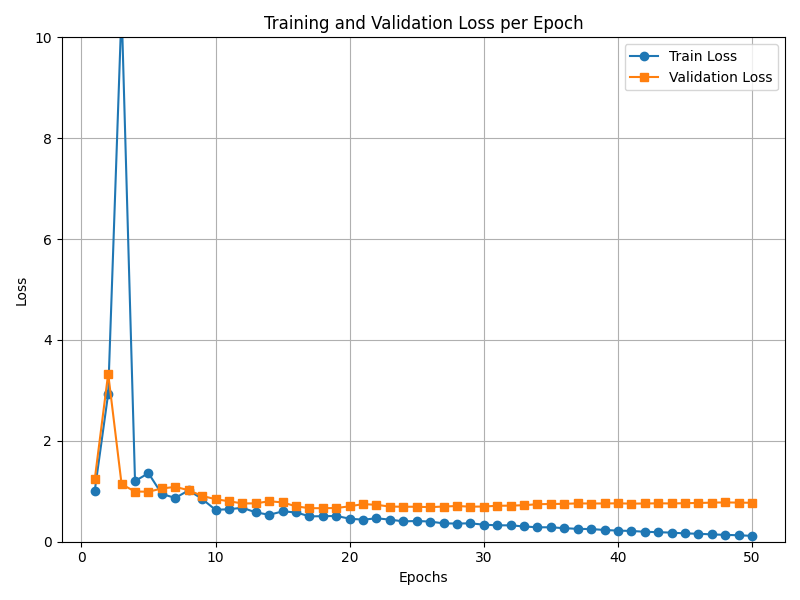 Training and Validation Loss per Epoch
Train Loss
Validation Loss
10
8
6
4
2
0
Loss
0 10 20 30 40 50
Epochs